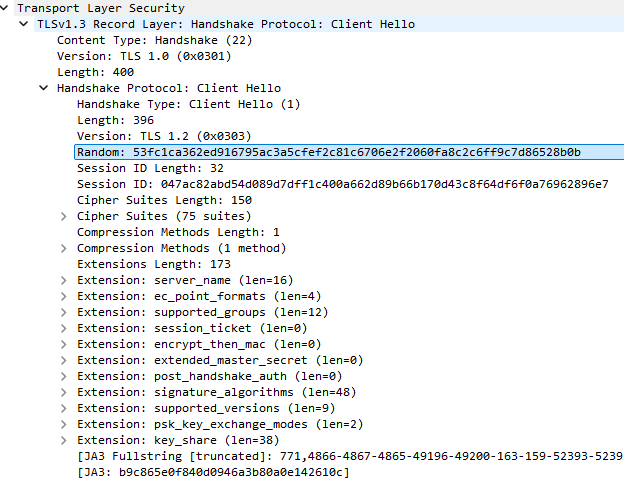 Transport Layer Security
TLSv1.3 Record Layer: Handshake Protocol: Client Hello
Content Type: Handshake (22)
Version: TLS 1.0 (0x0301)
Length: 400
Handshake Protocol: Client Hello
Handshake Type: Client Hello (1)
Length: 396
Version: TLS 1.2 (0x0303)
Random: 53fc1ca362ed916795ac3a5cfef2c81c6706e2f2060fa8c2c6ff9c7d86528b0b
Session ID Length: 32
Session ID: 047ac82abd54d089d7dff1c400a662d89b66b170d43c8f64df6f0a76962896e7
Cipher Suites Length: 150
Cipher Suites (75 suites)
Compression Methods Length: 1
Compression Methods (1 method)
Extensions Length: 173
Extension: server_name (len=16)
Extension: ec_point_formats (len=4)
Extension: supported_groups (len=12)
Extension: session_ticket (len=0)
Extension: encrypt_then_mac (len=0)
Extension: extended_master_secret (len=0)
Extension: post_handshake_auth (len=0)
Extension: signature_algorithms (len=48)
Extension: supported_versions (len=9)
Extension: psk_key_exchange_modes (len=2)
Extension: key_share (len=38)
[JA3 Fullstring [truncated]: 771,4866-4867-4865-49196-49200-163-159-52393-5239
[JA3: b9c865e0f840d0946a3b80a0e142610c]